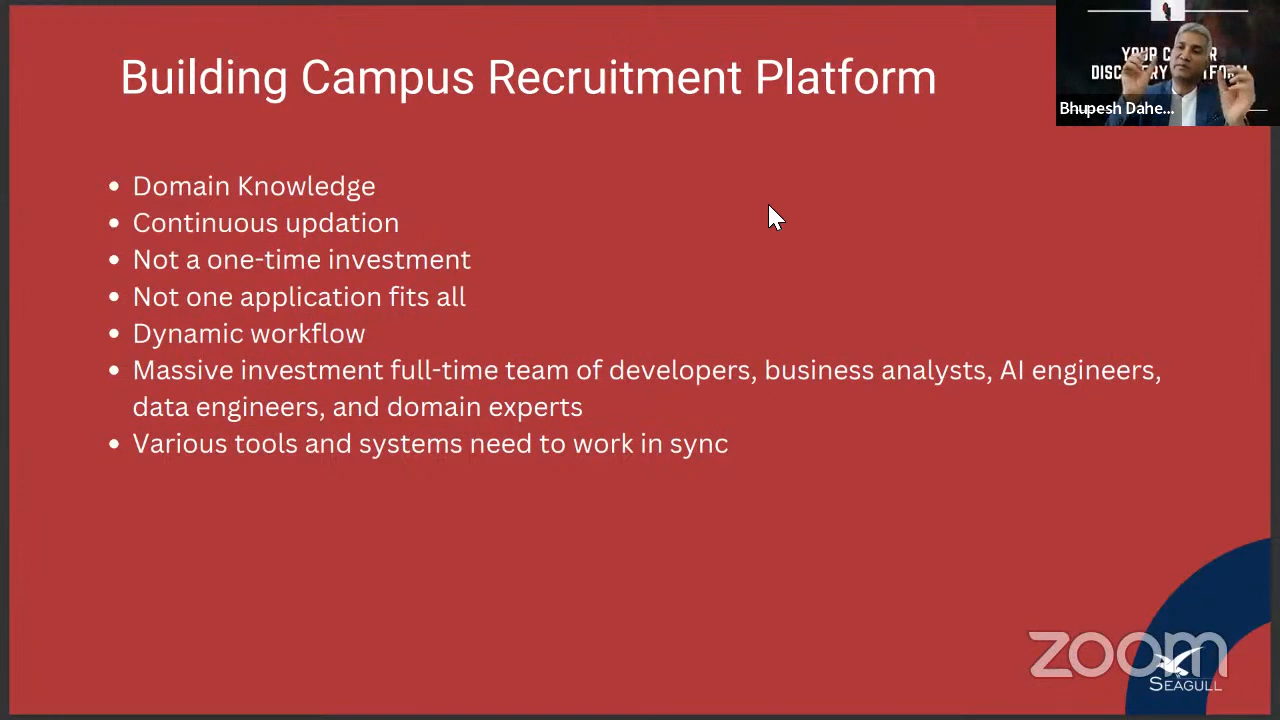 Building Campus Recruitment Platform
Bhupesh Dahe...
• Domain Knowledge
• Continuous updation
• Not a one-time investment
• Not one application fits all
• Dynamic workflow
• Massive investment full-time team of developers, business analysts, AI engineers,
data engineers, and domain experts
• Various tools and systems need to work in sync
zoom
SEAGULL